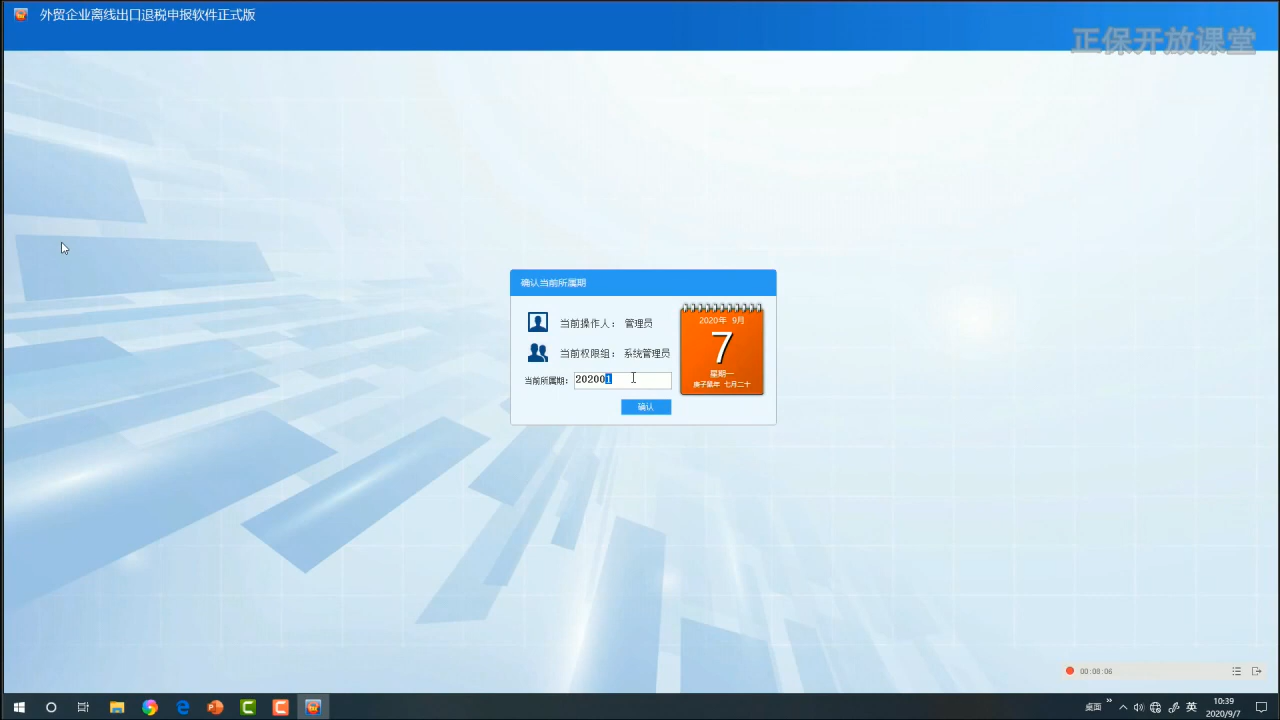 外贸企业离线出口退税申报软件正式版
正保开放课堂
确认当前所属期
当前操作人： 管理员
当前权限组： 系统管理员
当前所属期： 202001
确认
2020年 9月
7
星期一
庚子鼠年 七月二十
00:08:06
桌面
英
10:39
2020/9/7